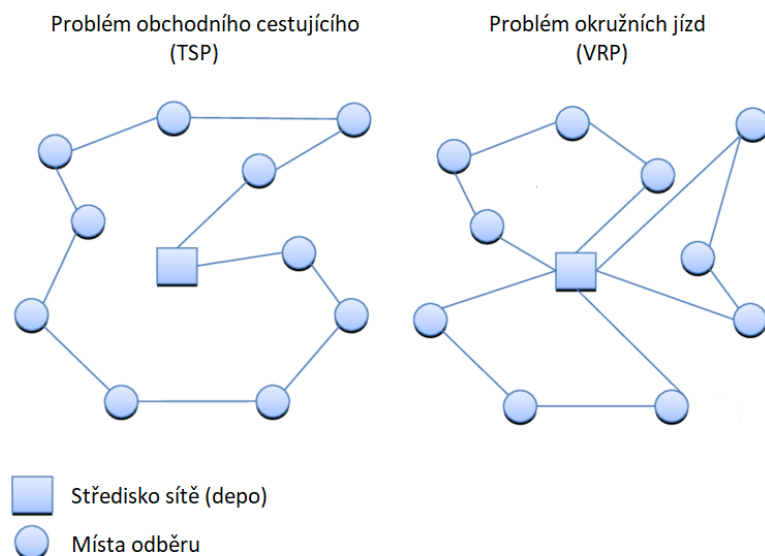 Problém obchodního cestujícího
(TSP)
Problém okružních jízd
(VRP)
Středisko sítě (depo)
Místa odběru